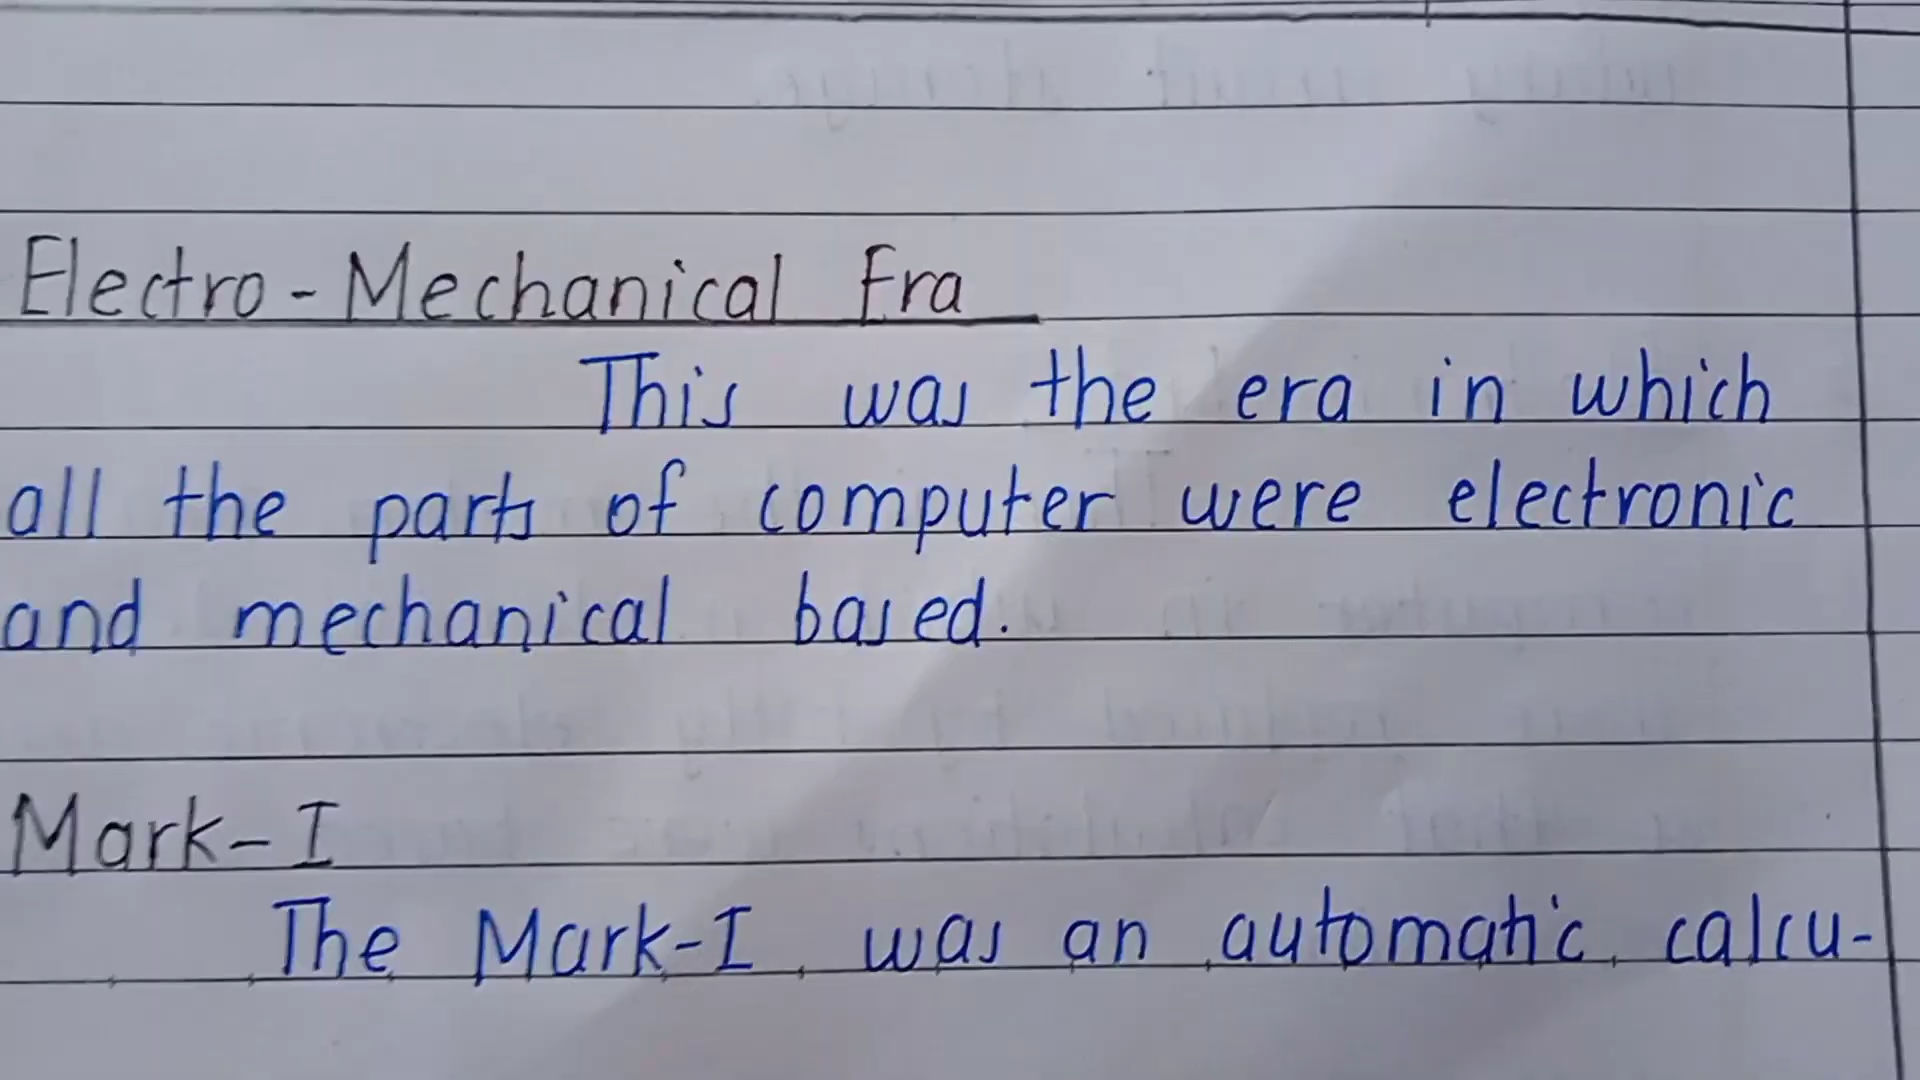 Electro-Mechanical Era
This was the era in which
all the parts of computer were electronic
and mechanical based.
Mark-I
The Mark-I was an automatic calcu-